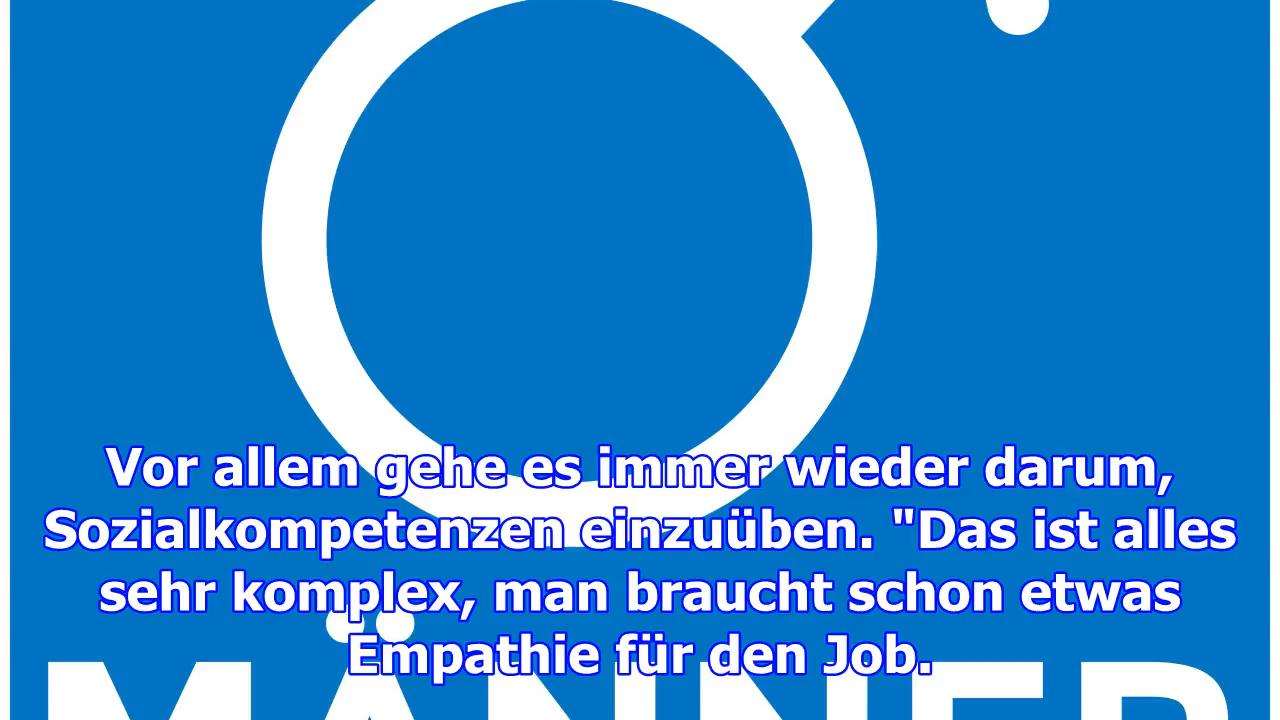 Vor allem gehe es immer wieder darum,
Sozialkompetenzen einzuüben. "Das ist alles
sehr komplex, man braucht schon etwas
Empathie für den Job.
MÄNNER